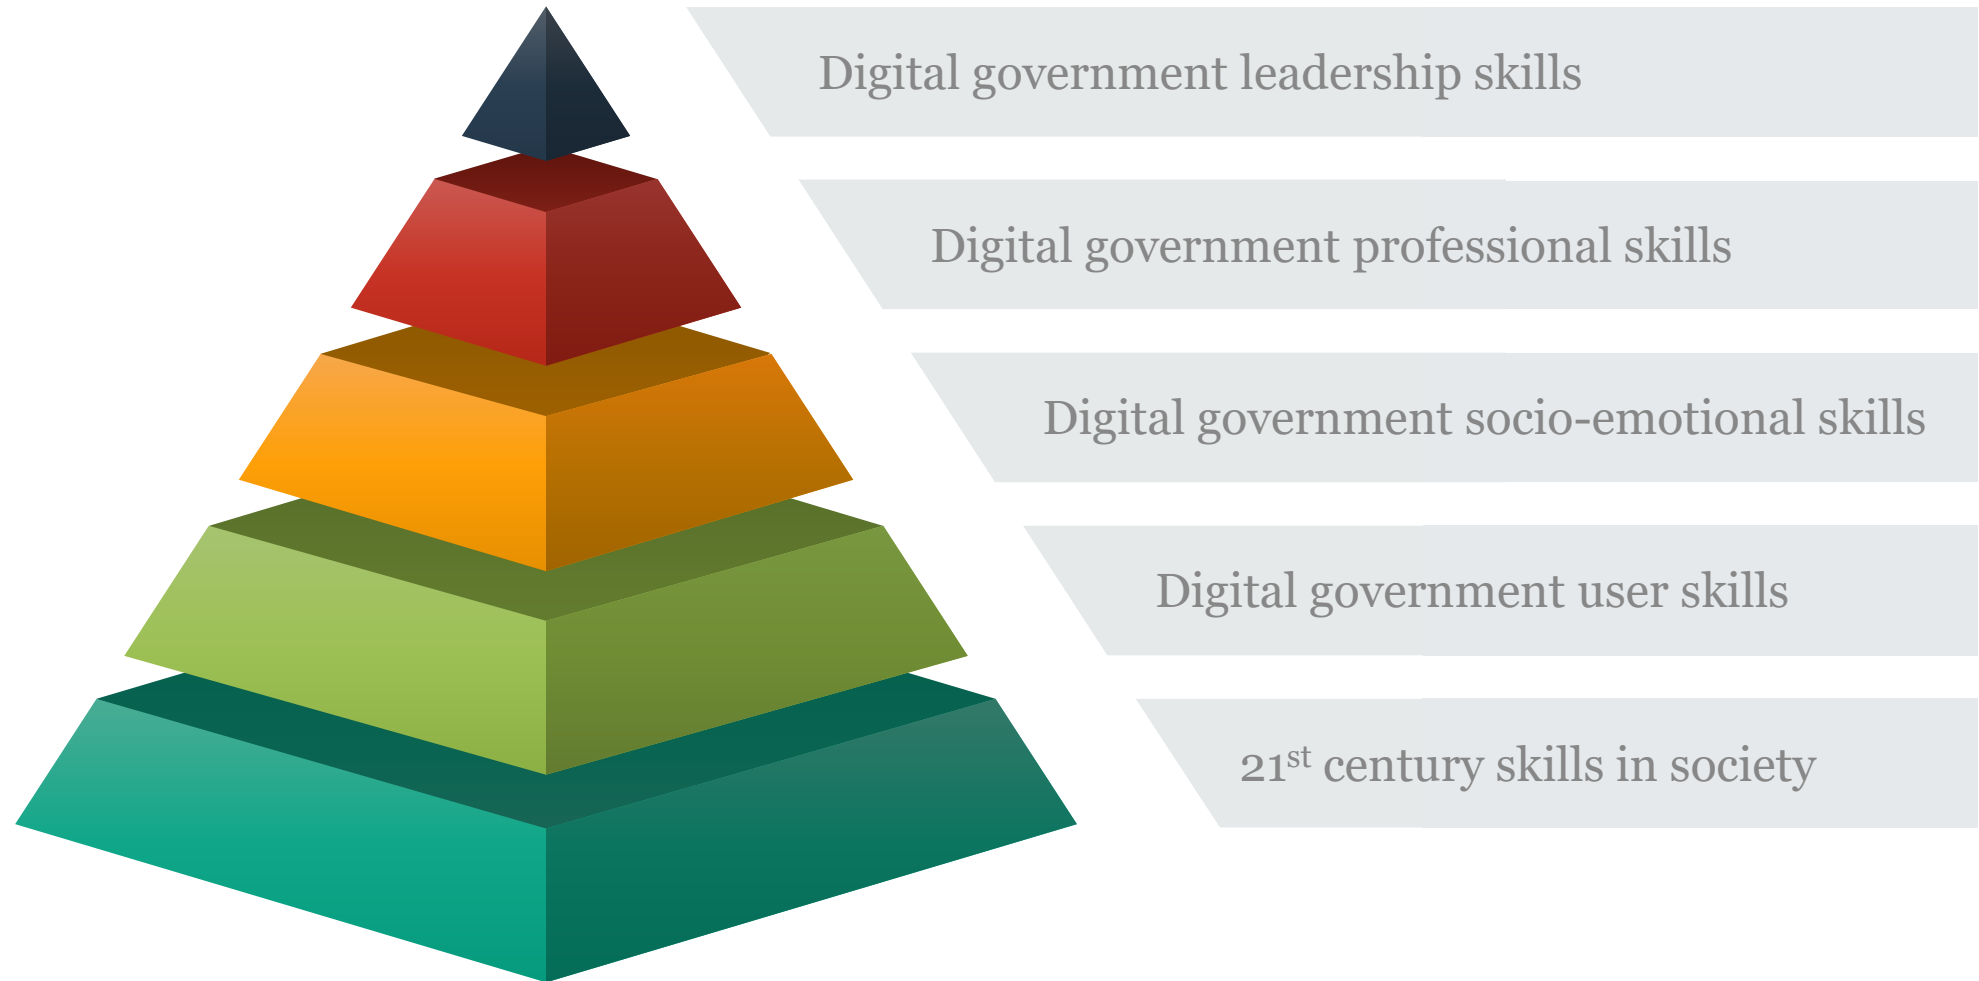 Digital government leadership skills
Digital government professional skills
Digital government socio-emotional skills
Digital government user skills
21st century skills in society